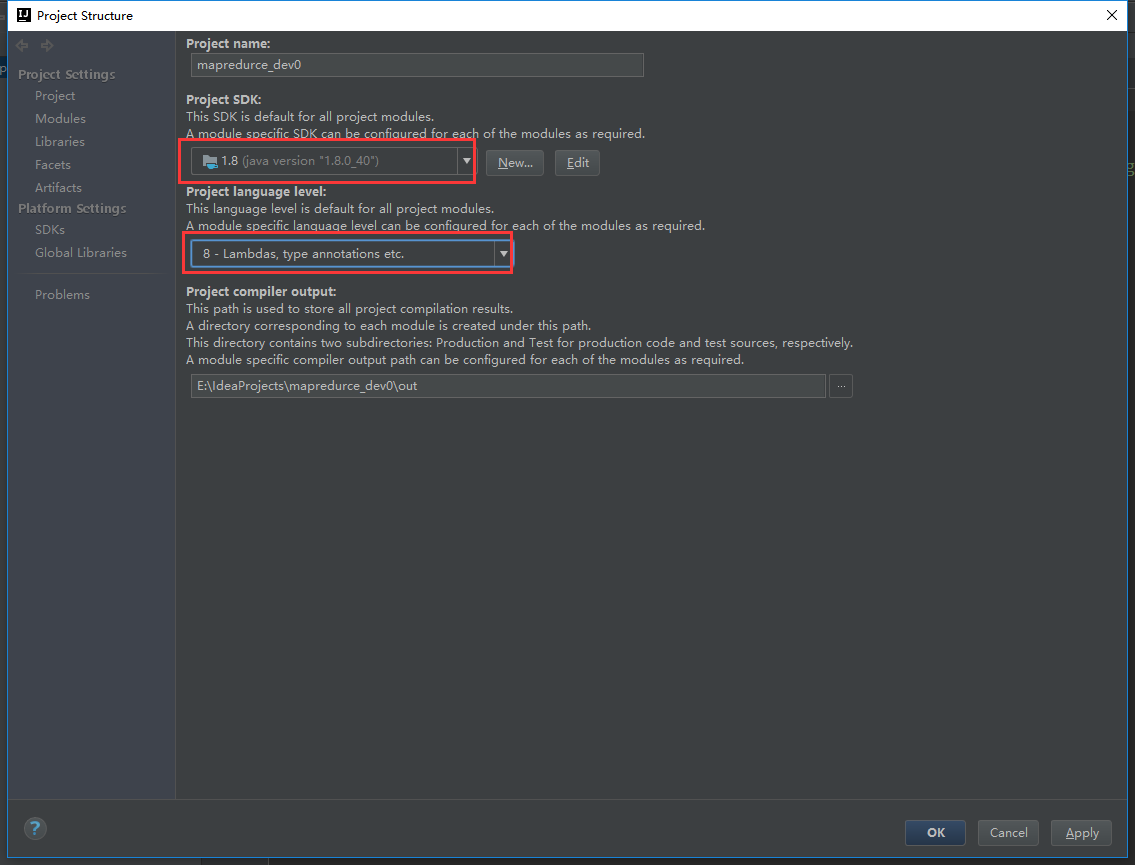 Project Structure
Project Settings
Project
Modules
Libraries
Facets
Artifacts
Platform Settings
SDKs
Global Libraries
Problems
Project name:
mapredurce_dev0
Project SDK:
This SDK is default for all project modules.
A module specific SDK can be configured for each of the modules as required.
1.8 (java version "1.8.0_40")
New...
Edit
Project language level:
This language level is default for all project modules.
A module specific language level can be configured for each of the modules as required.
8 - Lambdas, type annotations etc.
Project compiler output:
This path is used to store all project compilation results.
A directory corresponding to each module is created under this path.
This directory contains two subdirectories: Production and Test for production code and test sources, respectively.
A module specific compiler output path can be configured for each of the modules as required.
E:\IdeaProjects\mapredurce_dev0\out
...
?
OK
Cancel
Apply